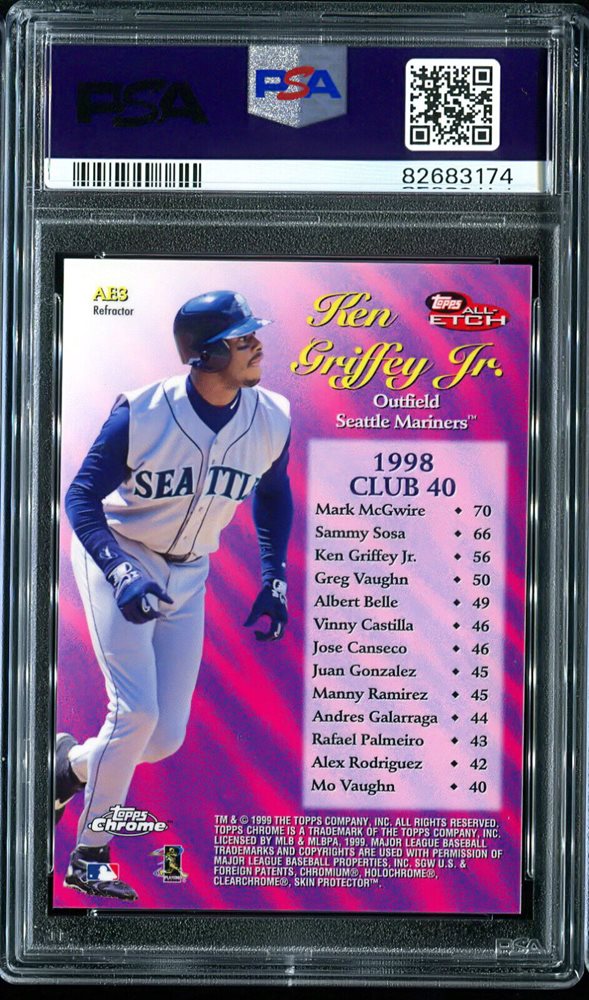 PSA
PSA
82683174
AE3
Refractor
Ken
Griffey Jr.
topps
ALL-
ETCH
Outfield
Seattle Mariners™
SEATTL
1998
CLUB 40
Mark McGwire ◆ 70
Sammy Sosa ◆ 66
Ken Griffey Jr. ◆ 56
Greg Vaughn ◆ 50
Albert Belle ◆ 49
Vinny Castilla ◆ 46
Jose Canseco ◆ 46
Juan Gonzalez ◆ 45
Manny Ramirez ◆ 45
Andres Galarraga ◆ 44
Rafael Palmeiro ◆ 43
Alex Rodriguez ◆ 42
Mo Vaughn ◆ 40
topps
Chrome™
TM & © 1999 THE TOPPS COMPANY, INC. ALL RIGHTS RESERVED.
TOPPS CHROME IS A TRADEMARK OF THE TOPPS COMPANY, INC.
LICENSED BY MLB & MLBPA, 1999. MAJOR LEAGUE BASEBALL
TRADEMARKS AND COPYRIGHTS ARE USED WITH PERMISSION OF
MAJOR LEAGUE BASEBALL PROPERTIES, INC. SGW U.S. &
FOREIGN PATENTS, CHROMIUM®, HOLOCHROME®,
CLEARCHROME®, SKIN PROTECTOR™.
PSA